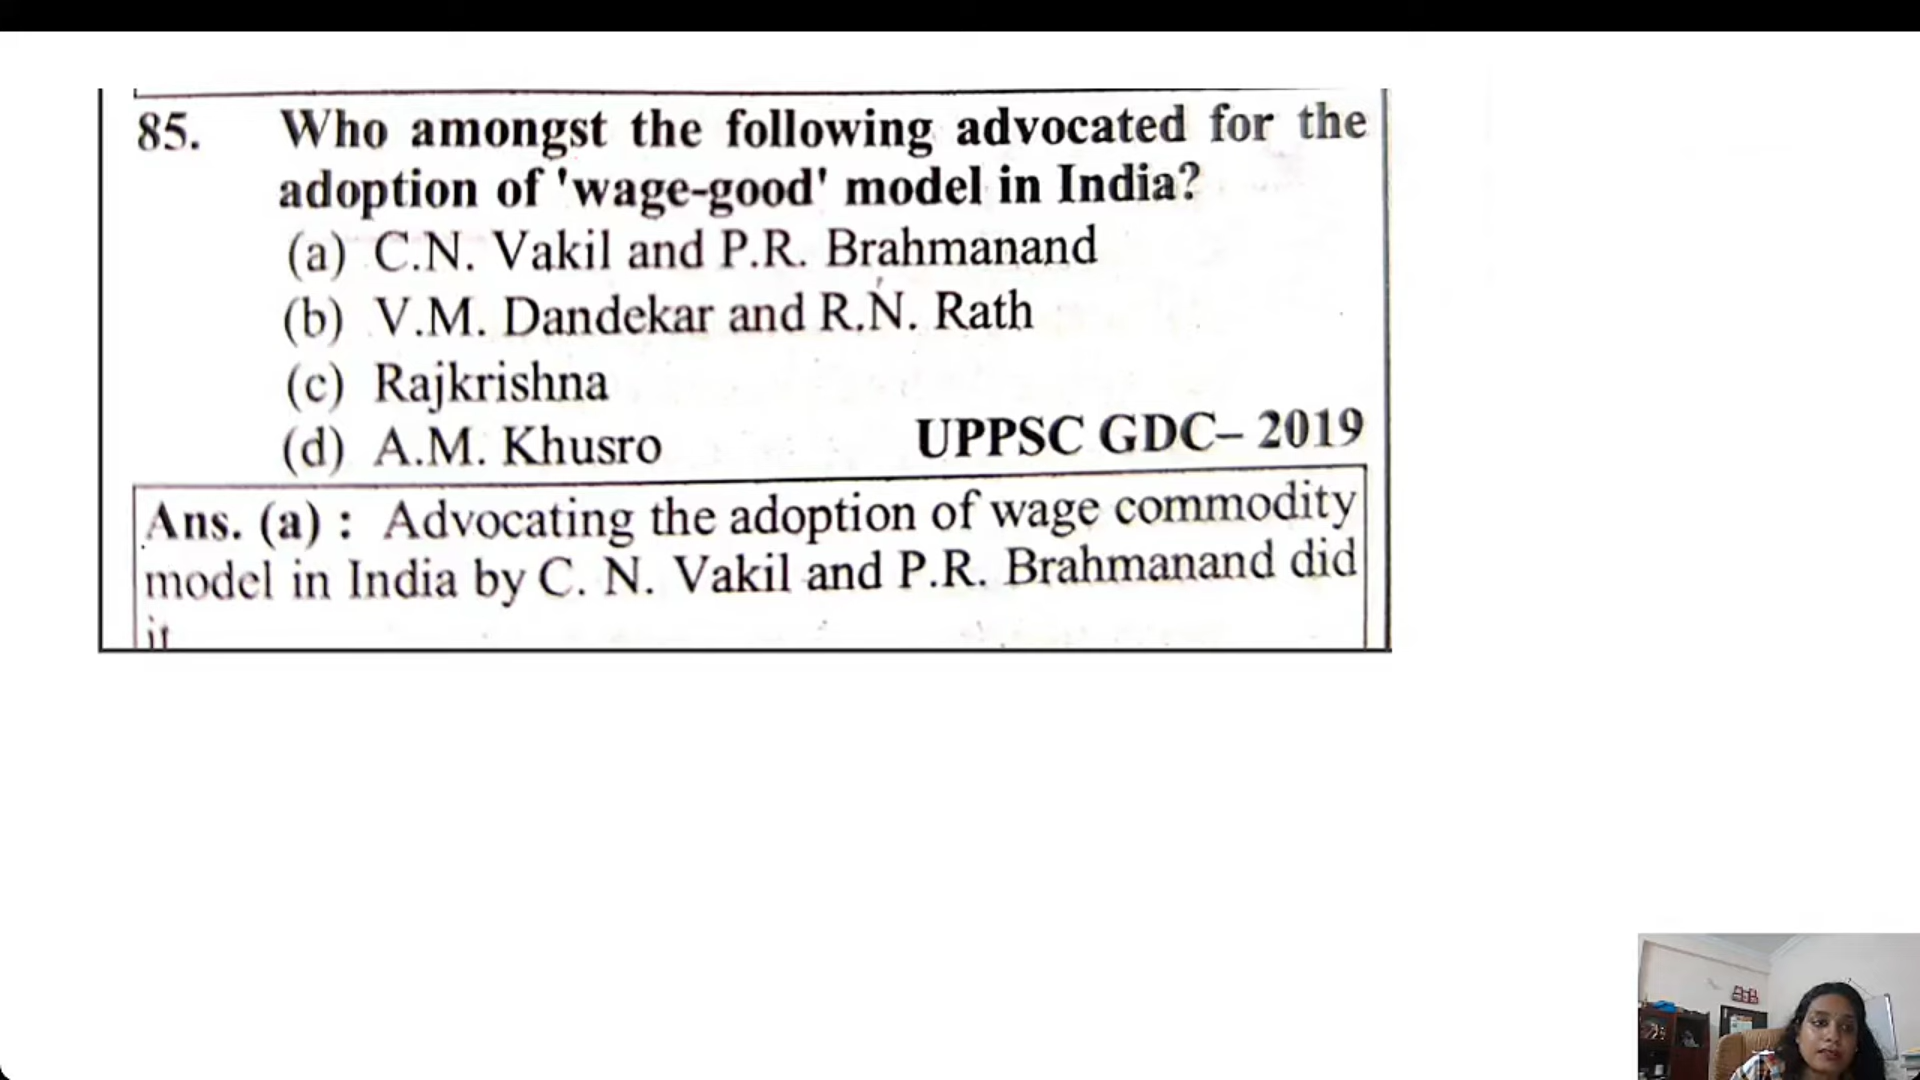 85. Who amongst the following advocated for the
adoption of 'wage-good' model in India?
(a) C.N. Vakil and P.R. Brahmanand
(b) V.M. Dandekar and R.N. Rath
(c) Rajkrishna
(d) A.M. Khusro UPPSC GDC– 2019
Ans. (a) : Advocating the adoption of wage commodity
model in India by C. N. Vakil and P.R. Brahmanand did
it